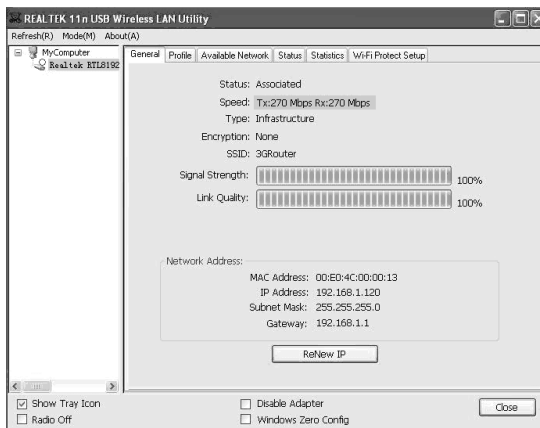 REALTEK 11n USB Wireless LAN Utility
Refresh(R) Mode(M) About(A)
MyComputer
Realtek RTL8192
General Profile Available Network Status Statistics Wi-Fi Protect Setup
Status: Associated
Speed: Tx:270 Mbps Rx:270 Mbps
Type: Infrastructure
Encryption: None
SSID: 3GRouter
Signal Strength: 100%
Link Quality: 100%
Network Address:
MAC Address: 00:E0:4C:00:00:13
IP Address: 192.168.1.120
Subnet Mask: 255.255.255.0
Gateway: 192.168.1.1
ReNew IP
Show Tray Icon Disable Adapter
Radio Off Windows Zero Config
Close